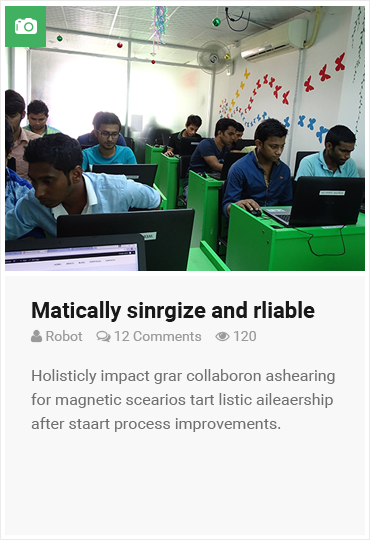 Matically sinrgize and rliable
Robot 12 Comments 120
Holisticly impact grar collaboron ashearing
for magnetic scearios tart listic aileaership
after staart process improvements.